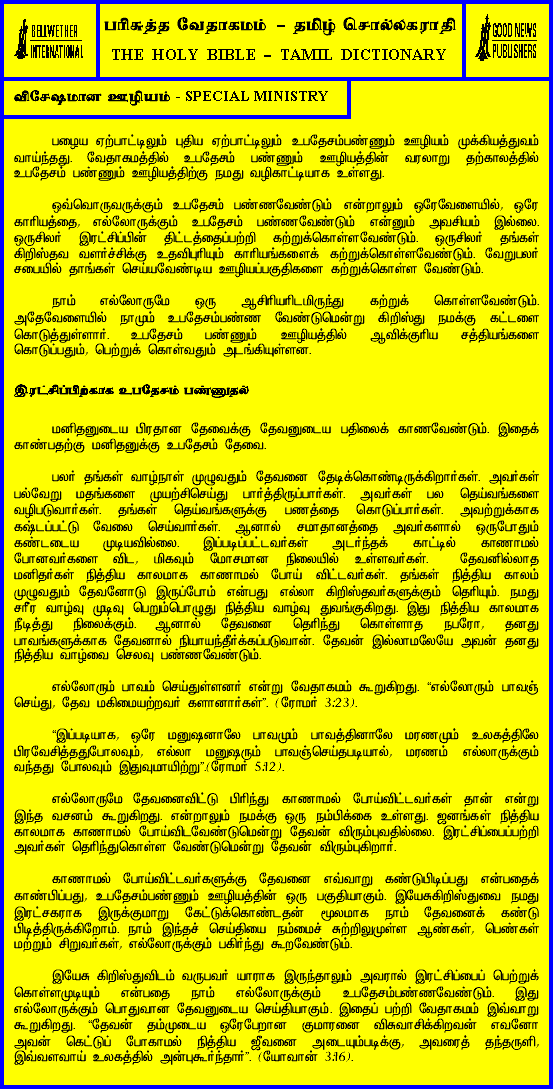 BELLWETHER
INTERNATIONAL
பரிசுத்த வேதாகமம் – தமிழ் சொல்லகராதி
THE HOLY BIBLE – TAMIL DICTIONARY
GOOD NEWS
PUBLISHERS
விசேஷமான ஊழியம் - SPECIAL MINISTRY
பழைய ஏற்பாட்டிலும் புதிய ஏற்பாட்டிலும் உபதேசம்பண்ணும் ஊழியம் முக்கியத்துவம்
வாய்ந்தது. வேதாகமத்தில் உபதேசம் பண்ணும் ஊழியத்தின் வரலாறு தற்காலத்தில்
உபதேசம் பண்ணும் ஊழியத்திற்கு நமது வழிகாட்டியாக உள்ளது.
ஒவ்வொருவருக்கும் உபதேசம் பண்ணவேண்டும் என்றாலும் ஒரேவேளையில், ஒரே
காரியத்தை, எல்லோருக்கும் உபதேசம் பண்ணவேண்டும் என்னும் அவசியம் இல்லை.
ஒருசிலர் இரட்சிப்பின் திட்டத்தைப்பற்றி கற்றுக்கொள்ளவேண்டும். ஒருசிலர் தங்கள்
கிறிஸ்தவ வளர்ச்சிக்கு உதவிபுரியும் காரியங்களைக் கற்றுக்கொள்ளவேண்டும். வேறுபலர்
சபையில் தாங்கள் செய்யவேண்டிய ஊழியப்பகுதிகளை கற்றுக்கொள்ள வேண்டும்.
நாம் எல்லோருமே ஒரு ஆசிரியரிடமிருந்து கற்றுக் கொள்ளவேண்டும்.
அதேவேளையில் நாமும் உபதேசம்பண்ண வேண்டுமென்று கிறிஸ்து நமக்கு கட்டளை
கொடுத்துள்ளார். உபதேசம் பண்ணும் ஊழியத்தில் ஆவிக்குரிய சத்தியங்களை
கொடுப்பதும், பெற்றுக் கொள்வதும் அடங்கியுள்ளன.
இரட்சிப்பிற்காக உபதேசம் பண்ணுதல்
மனிதனுடைய பிரதான தேவைக்கு தேவனுடைய பதிலைக் காணவேண்டும். இதைக்
காண்பதற்கு மனிதனுக்கு உபதேசம் தேவை.
பலர் தங்கள் வாழ்நாள் முழுவதும் தேவனை தேடிக்கொண்டிருக்கிறார்கள். அவர்கள்
பல்வேறு மதங்களை முயற்சிசெய்து பார்த்திருப்பார்கள். அவர்கள் பல தெய்வங்களை
வழிபடுவார்கள். தங்கள் தெய்வங்களுக்கு பணத்தை கொடுப்பார்கள். அவற்றுக்காக
கஷ்டப்பட்டு வேலை செய்வார்கள். ஆனால் சமாதானத்தை அவர்களால் ஒருபோதும்
கண்டடைய முடியவில்லை. இப்படிப்பட்டவர்கள் அடர்ந்தக் காட்டில் காணாமல்
போனவர்களை விட, மிகவும் மோசமான நிலையில் உள்ளவர்கள். தேவனில்லாத
மனிதர்கள் நித்திய காலமாக காணாமல் போய் விட்டவர்கள். தங்கள் நித்திய காலம்
முழுவதும் தேவனோடு இருப்போம் என்பது எல்லா கிறிஸ்தவர்களுக்கும் தெரியும். நமது
சரீர வாழ்வு முடிவு பெறும்பொழுது நித்திய வாழ்வு துவங்குகிறது. இது நித்திய காலமாக
நீடித்து நிலைக்கும். ஆனால் தேவனை தெரிந்து கொள்ளாத நபரோ, தனது
பாவங்களுக்காக தேவனால் நியாயந்தீர்க்கப்படுவான். தேவன் இல்லாமலேயே அவன் தனது
நித்திய வாழ்வை செலவு பண்ணவேண்டும்.
எல்லோரும் பாவம் செய்துள்ளனர் என்று வேதாகமம் கூறுகிறது. “எல்லோரும் பாவஞ்
செய்து, தேவ மகிமையற்றவர் களானார்கள்”. (ரோமர் 3:23).
“இப்படியாக, ஒரே மனுஷனாலே பாவமும் பாவத்தினாலே மரணமும் உலகத்திலே
பிரவேசித்ததுபோலவும், எல்லா மனுஷரும் பாவஞ்செய்தபடியால், மரணம் எல்லாருக்கும்
வந்தது போலவும் இதுவுமாயிற்று”.(ரோமர் 5:12).
எல்லோருமே தேவனைவிட்டு பிரிந்து காணாமல் போய்விட்டவர்கள் தான் என்று
இந்த வசனம் கூறுகிறது. என்றாலும் நமக்கு ஒரு நம்பிக்கை உள்ளது. ஜனங்கள் நித்திய
காலமாக காணாமல் போய்விடவேண்டுமென்று தேவன் விரும்புவதில்லை. இரட்சிப்பைப்பற்றி
அவர்கள் தெரிந்துகொள்ள வேண்டுமென்று தேவன் விரும்புகிறார்.
காணாமல் போய்விட்டவர்களுக்கு தேவனை எவ்வாறு கண்டுபிடிப்பது என்பதைக்
காண்பிப்பது, உபதேசம்பண்ணும் ஊழியத்தின் ஒரு பகுதியாகும். இயேசுகிறிஸ்துவை நமது
இரட்சகராக இருக்குமாறு கேட்டுக்கொண்டதன் மூலமாக நாம் தேவனைக் கண்டு
பிடித்திருக்கிறோம். நாம் இந்தச் செய்தியை நம்மைச் சுற்றிலுமுள்ள ஆண்கள், பெண்கள்
மற்றும் சிறுவர்கள், எல்லோருக்கும் பகிர்ந்து கூறவேண்டும்.
இயேசு கிறிஸ்துவிடம் வருபவர் யாராக இருந்தாலும் அவரால் இரட்சிப்பைப் பெற்றுக்
கொள்ளமுடியும் என்பதை நாம் எல்லோருக்கும் உபதேசம்பண்ணவேண்டும். இது
எல்லோருக்கும் பொதுவான தேவனுடைய செய்தியாகும். இதைப் பற்றி வேதாகமம் இவ்வாறு
கூறுகிறது. “தேவன் தம்முடைய ஒரேபேறான குமாரனை விசுவாசிக்கிறவன் எவனோ
அவன் கெட்டுப் போகாமல் நித்திய ஜீவனை அடையும்படிக்கு, அவரைத் தந்தருளி,
இவ்வளவாய் உலகத்தில் அன்புகூர்ந்தார்”. (யோவான் 3:16).